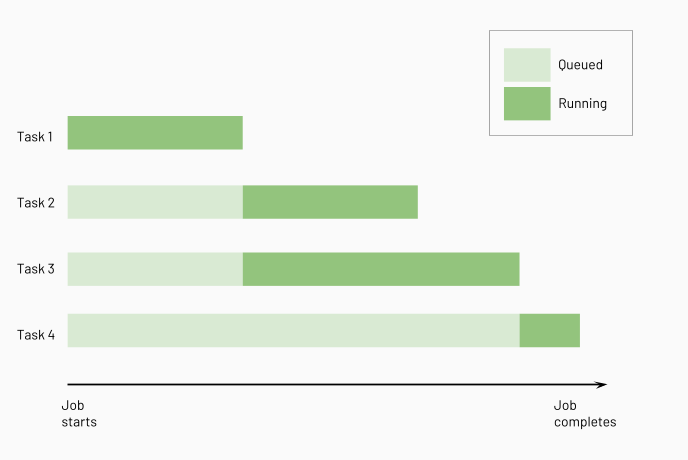 Queued
Running
Task 1
Task 2
Task 3
Task 4
Job
starts
Job
completes